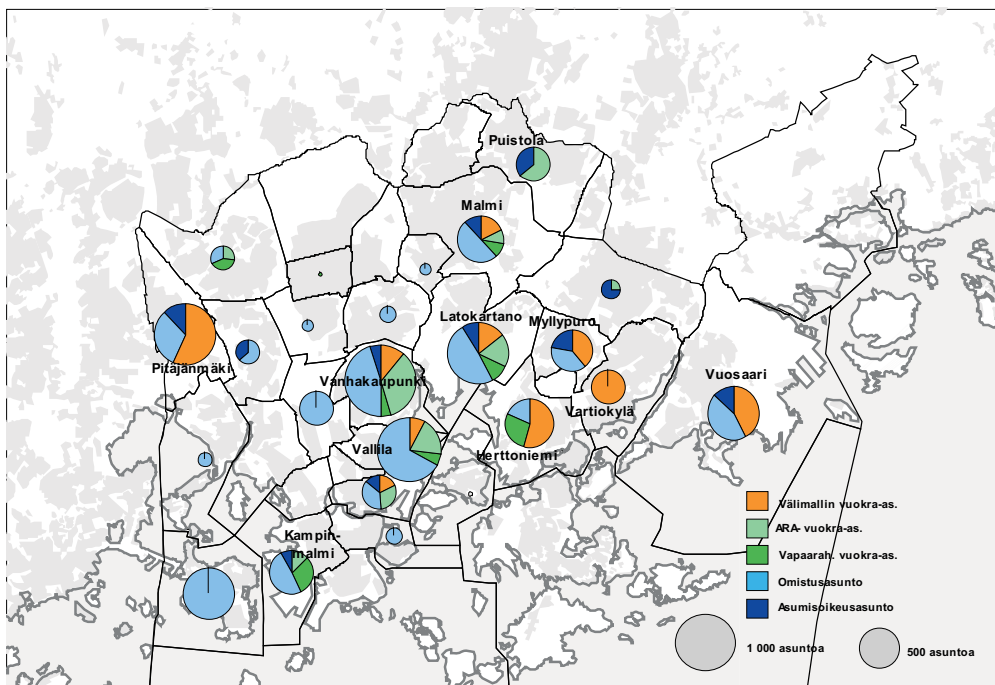 Puistola
Malmi
Latokartano
Myllypuro
Pitäjänmäki
Vanhakaupunki
Vuosaari
Vartiokylä
Vallila
Herttoniemi
Kampin-
malmi
Välimallin vuokra-as.
ARA- vuokra-as.
Vapaarah. vuokra-as.
Omistusasunto
Asumisoikeusasunto
1 000 asuntoa
500 asuntoa